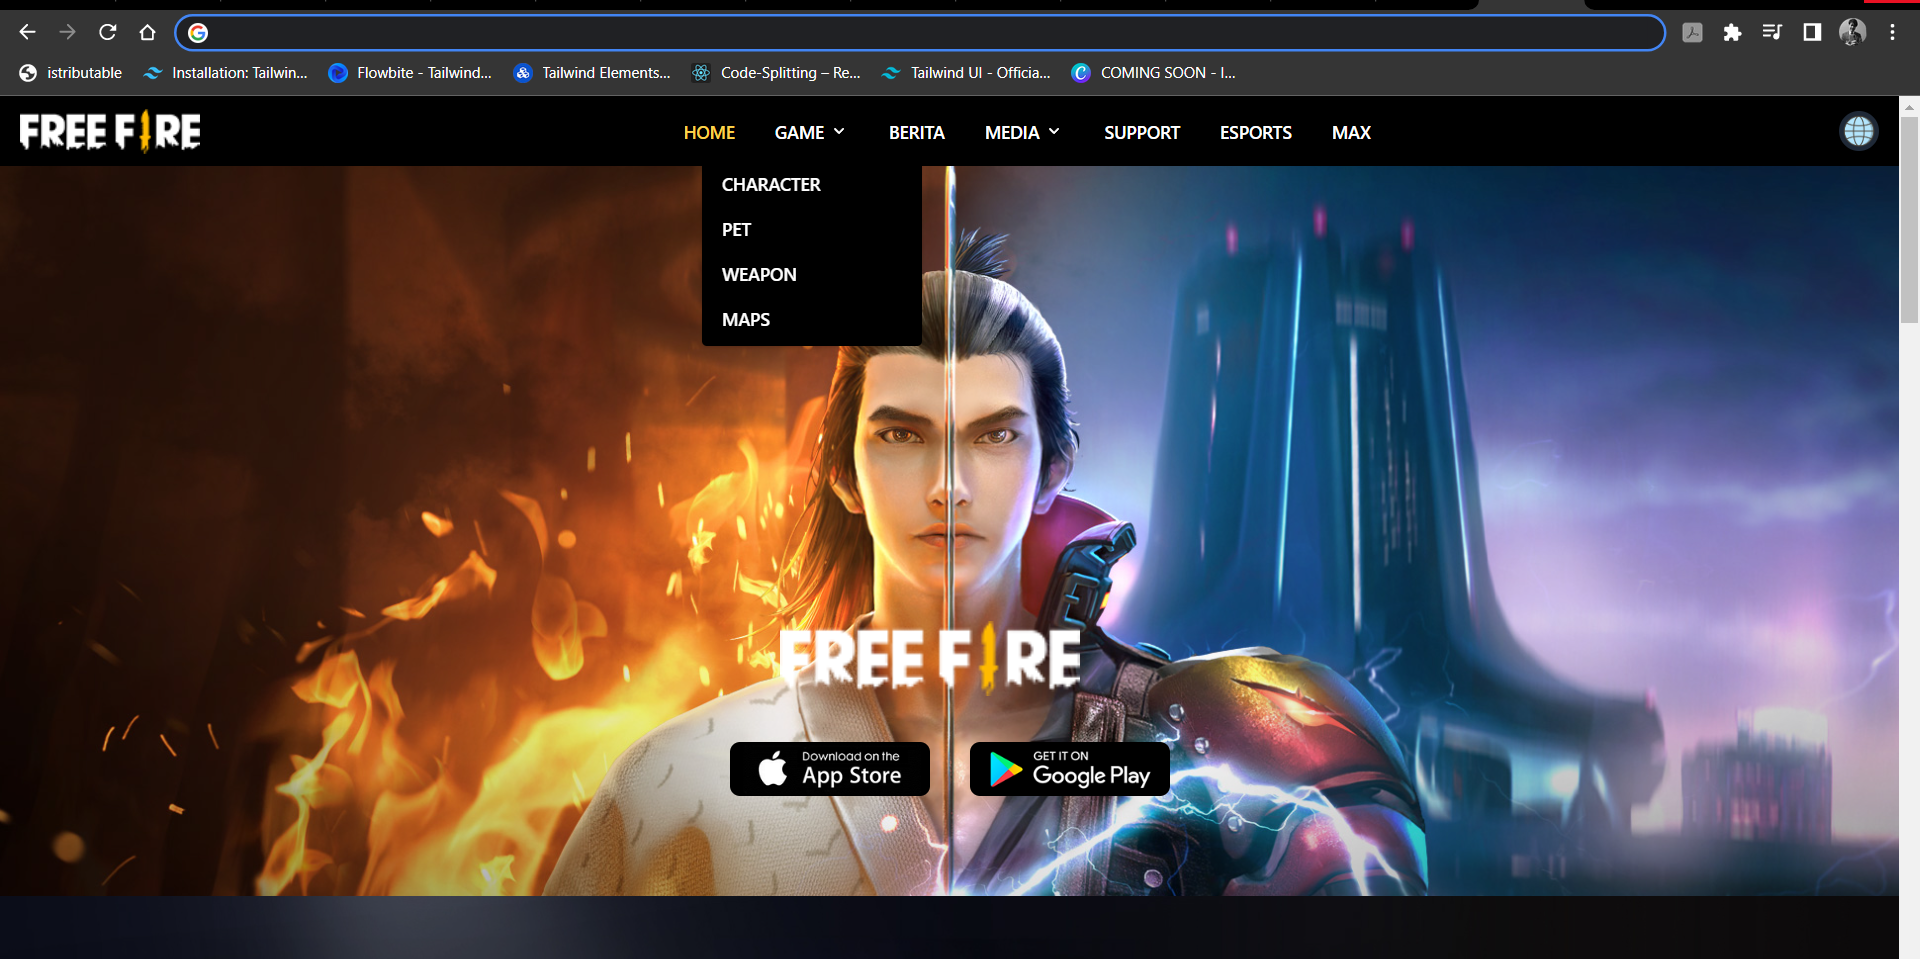 istributable
Installation: Tailwin...
Flowbite - Tailwind...
Tailwind Elements...
Code-Splitting – Re...
Tailwind UI - Officia...
COMING SOON - I...
FREE FIRE
HOME
GAME
BERITA
MEDIA
SUPPORT
ESPORTS
MAX
CHARACTER
PET
WEAPON
MAPS
FREE FIRE
Download on the
App Store
GET IT ON
Google Play